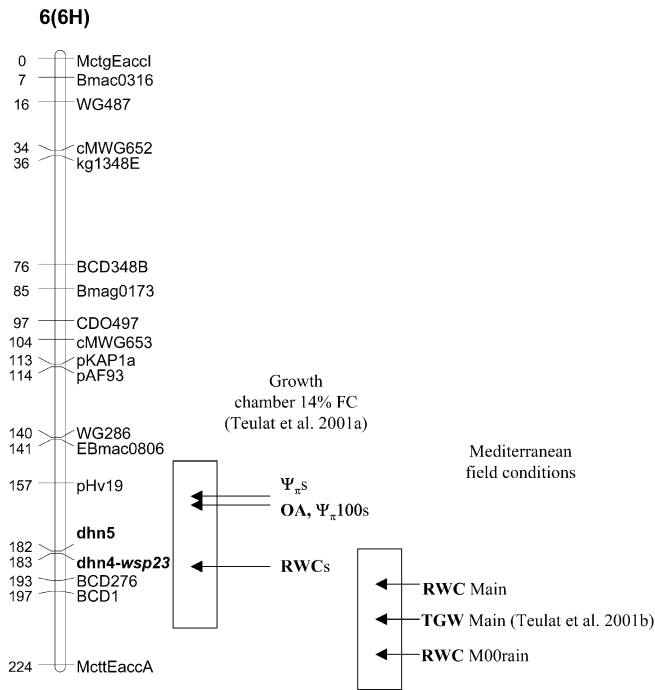 6(6H)
0 MctgEaccI
7 Bmac0316
16 WG487
34 cMWG652
36 kg1348E
76 BCD348B
85 Bmag0173
97 CDO497
104 cMWG653
113 pKAP1a
114 pAF93
140 WG286
141 EBmac0806
157 pHv19
dhn5
182
183 dhn4-wsp23
193 BCD276
197 BCD1
224 McttEaccA
Growth
chamber 14% FC
(Teulat et al. 2001a)
Ψπs
OA, Ψπ100s
RWCs
Mediterranean
field conditions
RWC Main
TGW Main (Teulat et al. 2001b)
RWC M00rain